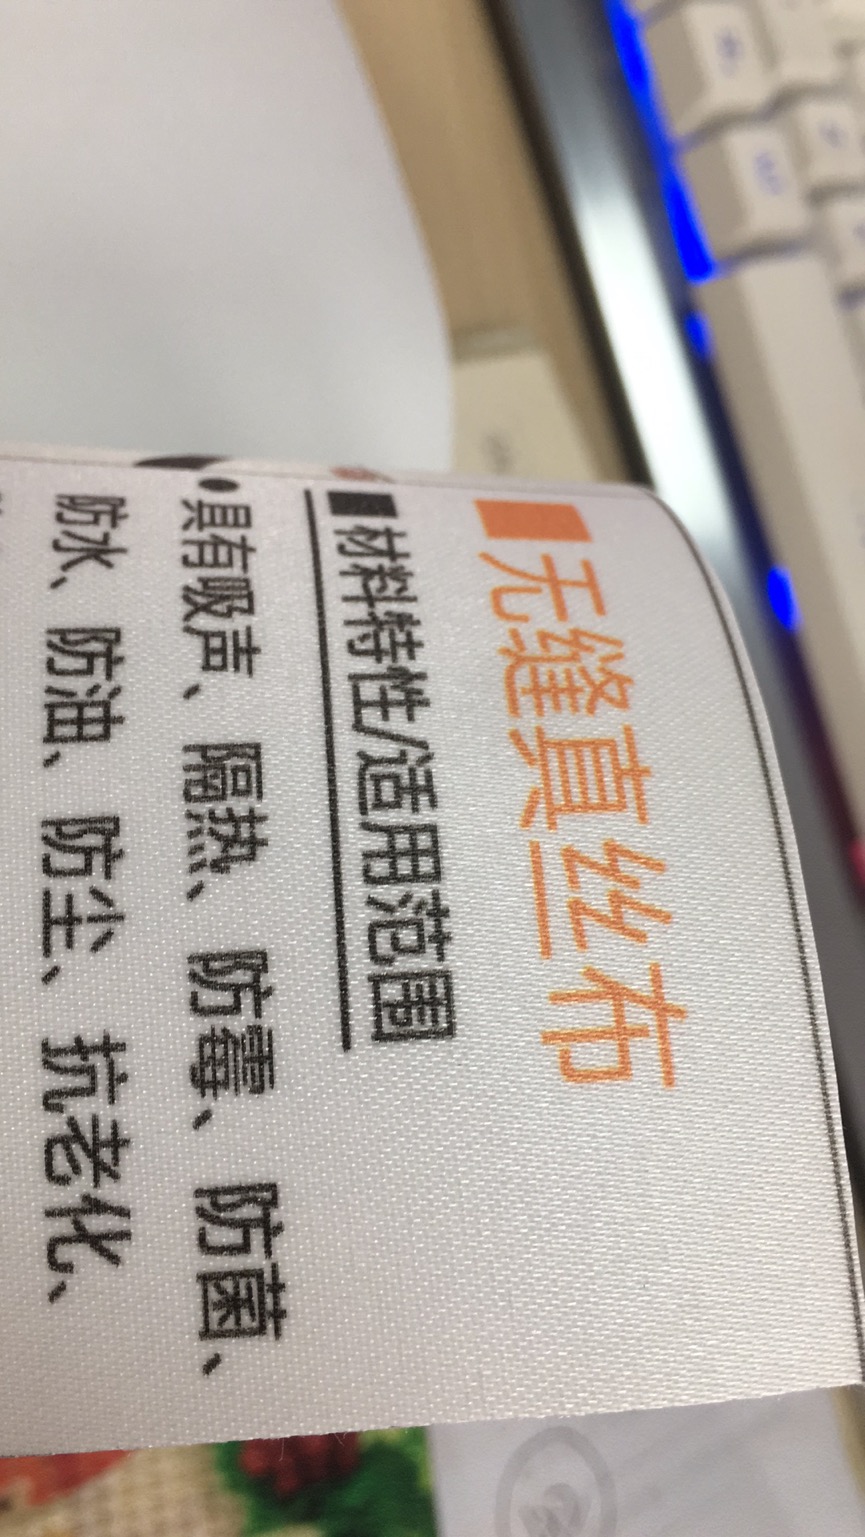 无缝真丝布
材料特性/适用范围
●具有吸声、隔热、防霉、防菌、
防水、防油、防尘、抗老化、